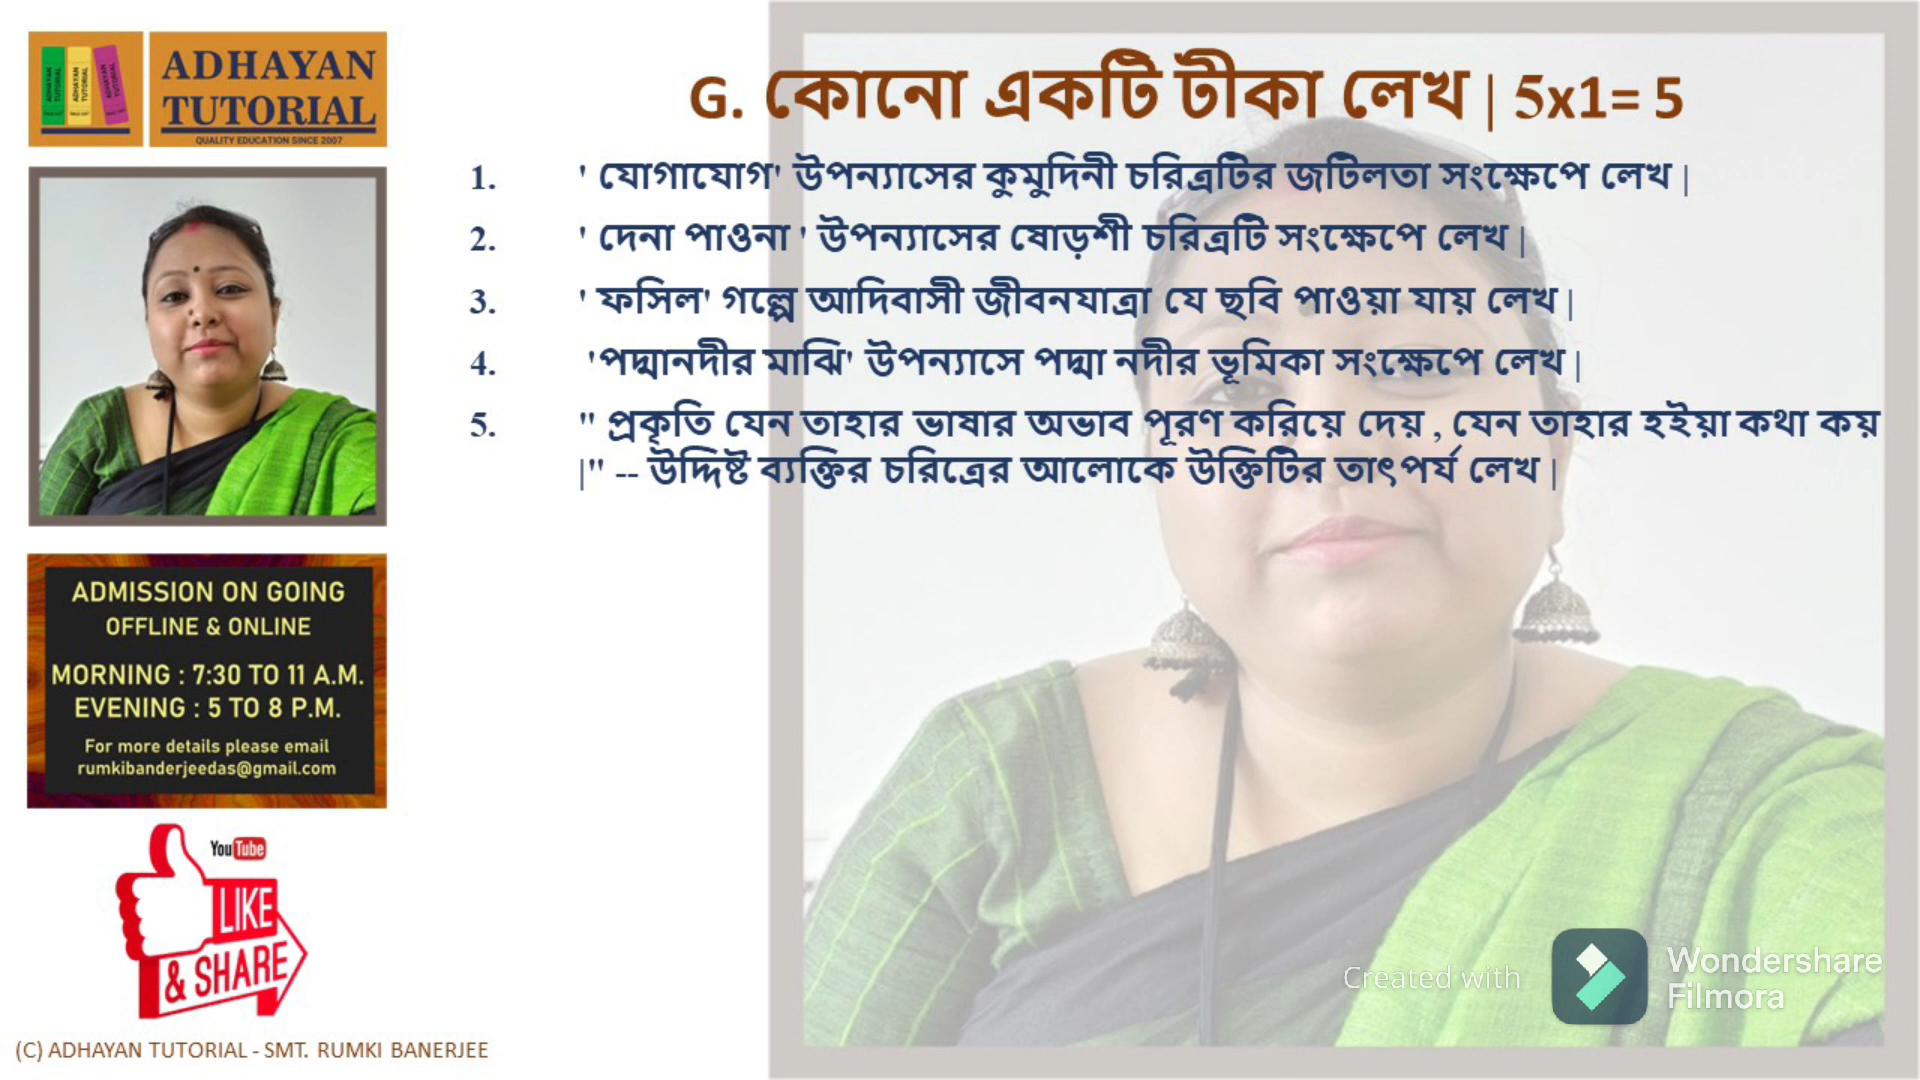 ADHAYAN
TUTORIAL
QUALITY EDUCATION SINCE 2007
G. কোনো একটি টীকা লেখ | 5x1= 5
1. ' যোগাযোগ' উপন্যাসের কুমুদিনী চরিত্রটির জটিলতা সংক্ষেপে লেখ |
2. ' দেনা পাওনা ' উপন্যাসের ষোড়শী চরিত্রটি সংক্ষেপে লেখ |
3. ' ফসিল' গল্পে আদিবাসী জীবনযাত্রা যে ছবি পাওয়া যায় লেখ |
4. 'পদ্মানদীর মাঝি' উপন্যাসে পদ্মা নদীর ভূমিকা সংক্ষেপে লেখ |
5. " প্রকৃতি যেন তাহার ভাষার অভাব পূরণ করিয়ে দেয় , যেন তাহার হইয়া কথা কয়
|" -- উদ্দিষ্ট ব্যক্তির চরিত্রের আলোকে উক্তিটির তাৎপর্য লেখ |
ADMISSION ON GOING
OFFLINE & ONLINE
MORNING : 7:30 TO 11 A.M.
EVENING : 5 TO 8 P.M.
For more details please email
rumkibanderjeedas@gmail.com
YouTube
LIKE
& SHARE
(C) ADHAYAN TUTORIAL - SMT. RUMKI BANERJEE
Created with Wondershare
Filmora